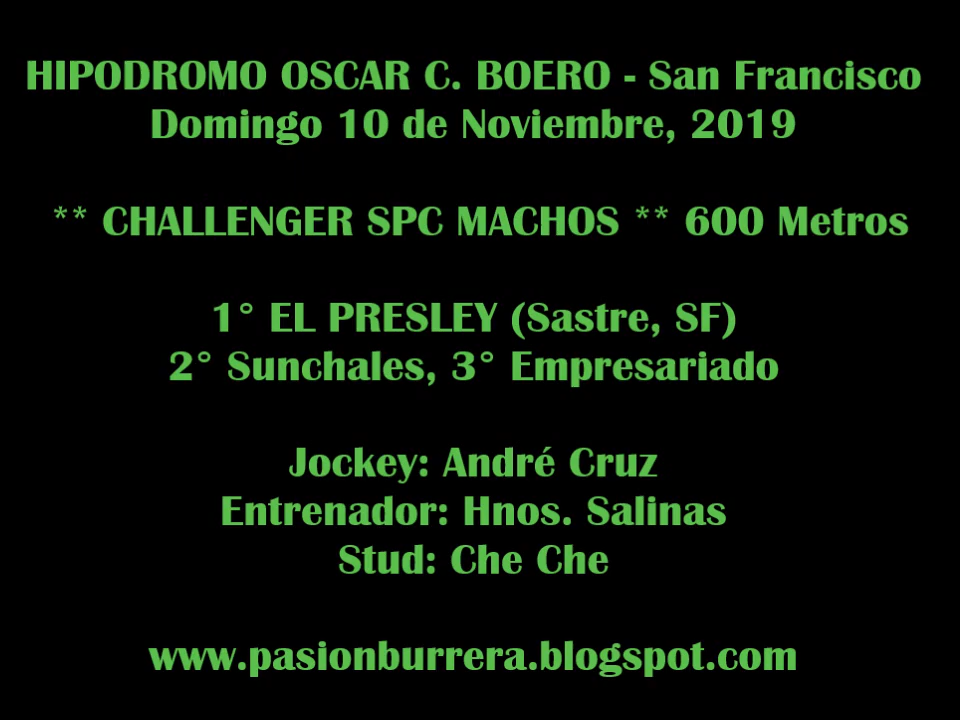 HIPODROMO OSCAR C. BOERO - San Francisco
Domingo 10 de Noviembre, 2019
** CHALLENGER SPC MACHOS ** 600 Metros
1° EL PRESLEY (Sastre, SF)
2° Sunchales, 3° Empresariado
Jockey: André Cruz
Entrenador: Hnos. Salinas
Stud: Che Che
www.pasionburrera.blogspot.com